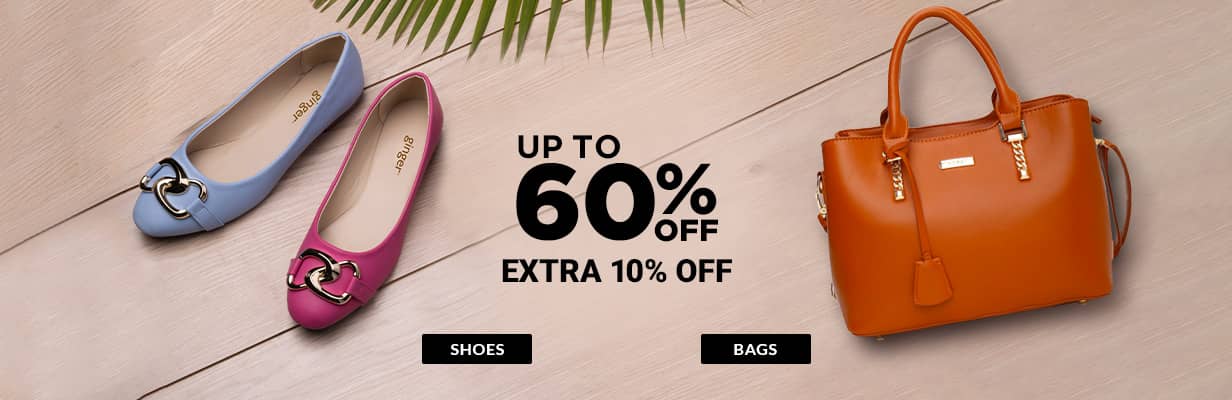 ginger
ginger
UP TO
60%
OFF
EXTRA 10% OFF
SHOES
BAGS